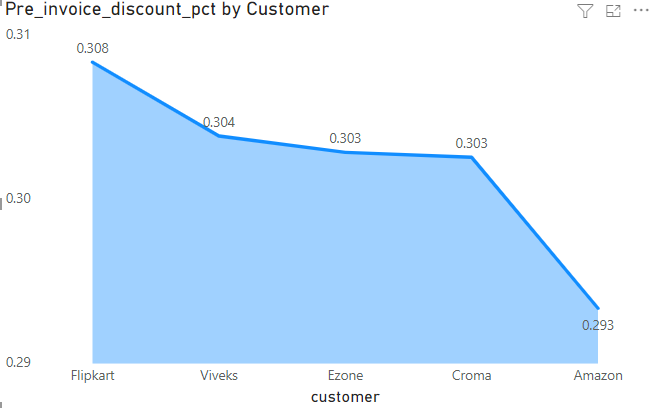 Pre_invoice_discount_pct by Customer
0.31
0.308
0.304
0.303
0.303
0.30
0.293
0.29
Flipkart Viveks Ezone Croma Amazon
customer